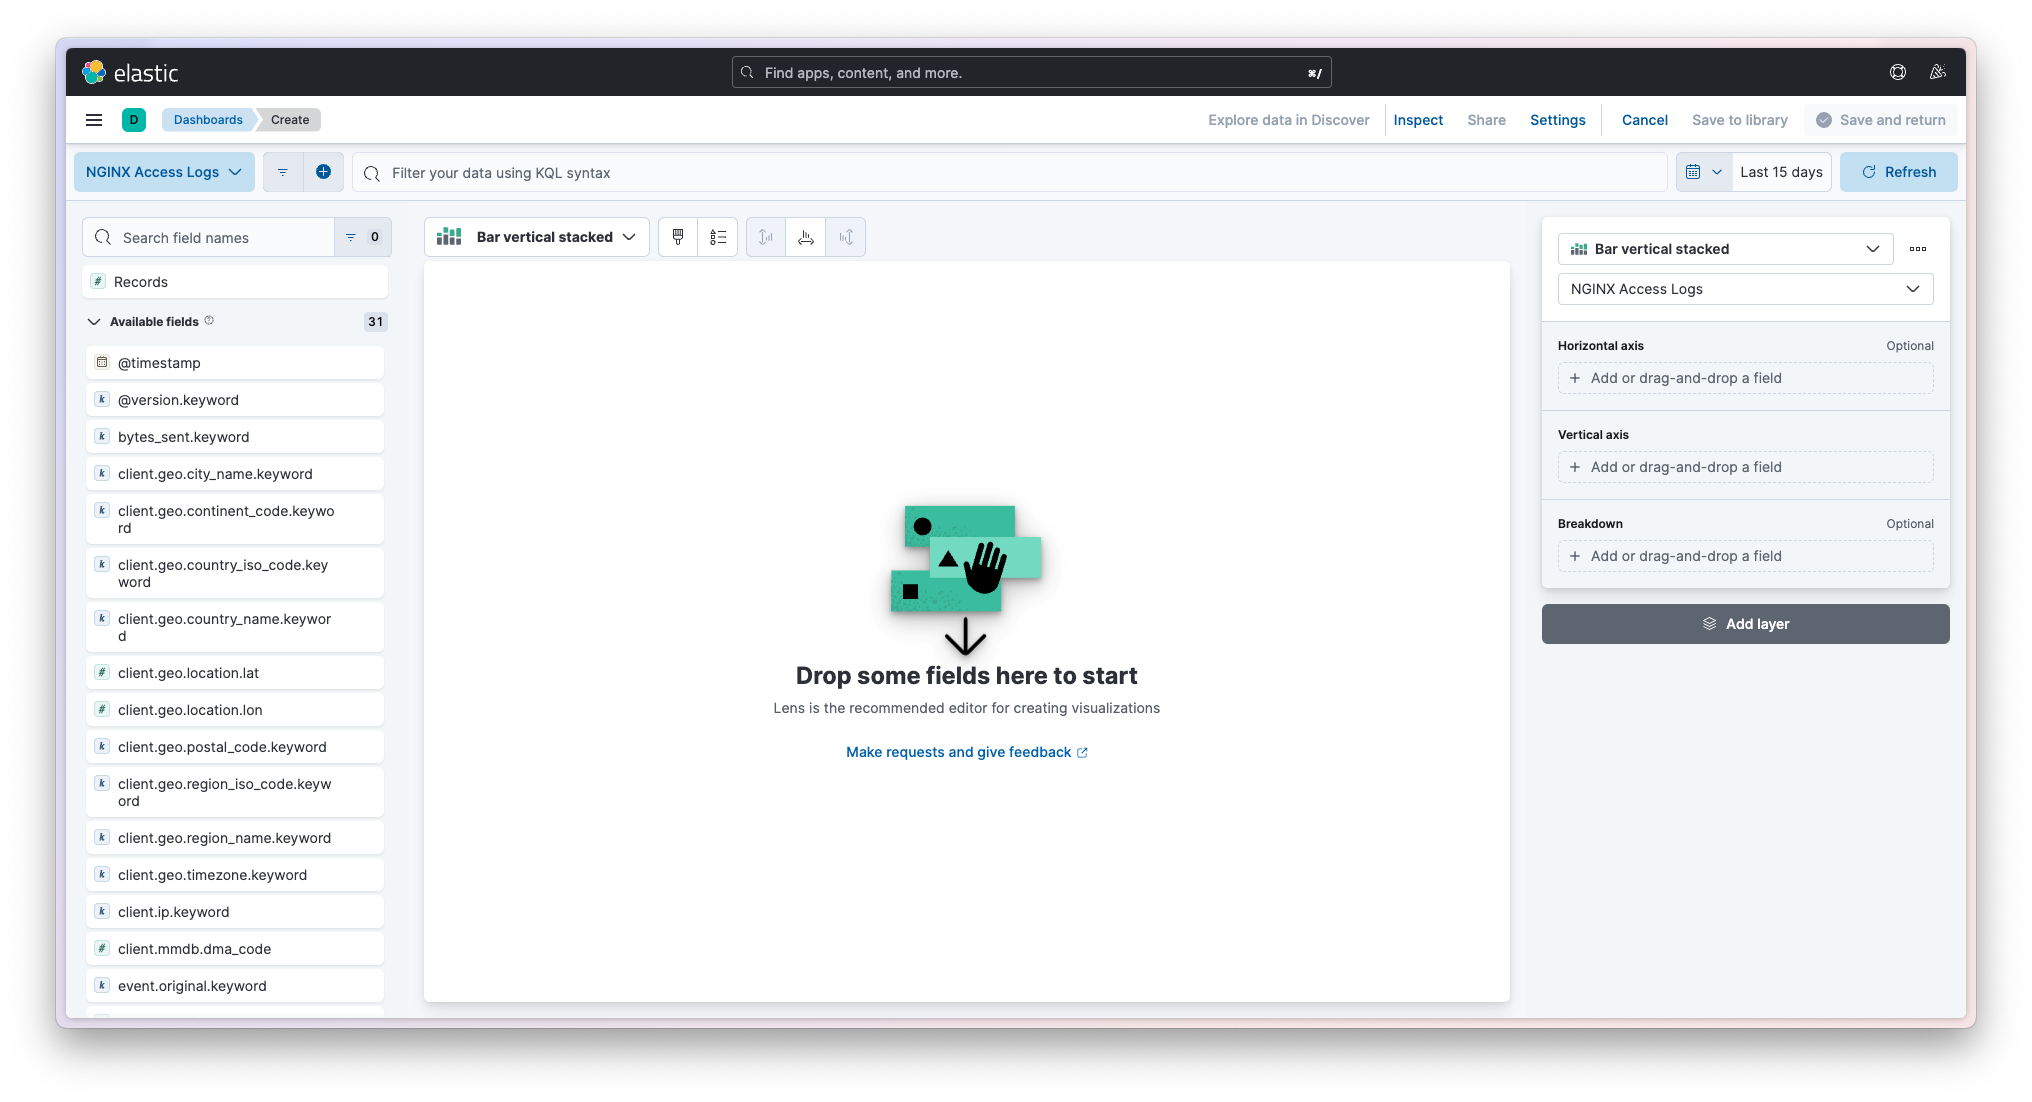 elastic
Find apps, content, and more.
⌘/
D
Dashboards
Create
Explore data in Discover
Inspect
Share
Settings
Cancel
Save to library
Save and return
NGINX Access Logs
Filter your data using KQL syntax
Last 15 days
Refresh
Search field names
0
# Records
Available fields
31
@timestamp
k @version.keyword
k bytes_sent.keyword
k client.geo.city_name.keyword
k client.geo.continent_code.keywo
rd
k client.geo.country_iso_code.key
word
k client.geo.country_name.keywor
d
# client.geo.location.lat
# client.geo.location.lon
k client.geo.postal_code.keyword
k client.geo.region_iso_code.keyw
ord
k client.geo.region_name.keyword
k client.geo.timezone.keyword
k client.ip.keyword
# client.mmdb.dma_code
k event.original.keyword
Bar vertical stacked
Drop some fields here to start
Lens is the recommended editor for creating visualizations
Make requests and give feedback
Bar vertical stacked
NGINX Access Logs
Horizontal axis
Optional
+ Add or drag-and-drop a field
Vertical axis
+ Add or drag-and-drop a field
Breakdown
Optional
+ Add or drag-and-drop a field
Add layer